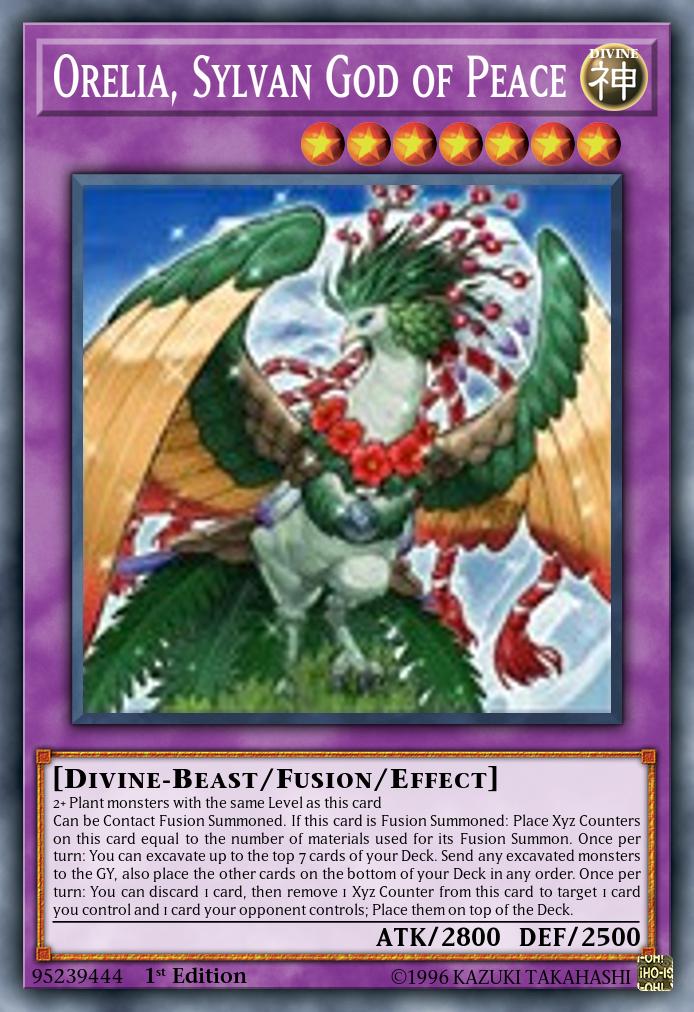 Orelia, Sylvan God of Peace
DIVINE
神
[Divine-Beast/Fusion/Effect]
2+ Plant monsters with the same Level as this card
Can be Contact Fusion Summoned. If this card is Fusion Summoned: Place Xyz Counters
on this card equal to the number of materials used for its Fusion Summon. Once per
turn: You can excavate up to the top 7 cards of your Deck. Send any excavated monsters
to the GY, also place the other cards on the bottom of your Deck in any order. Once per
turn: You can discard 1 card, then remove 1 Xyz Counter from this card to target 1 card
you control and 1 card your opponent controls; Place them on top of the Deck.
ATK/2800 DEF/2500
95239444 1st Edition ©1996 KAZUKI TAKAHASHI